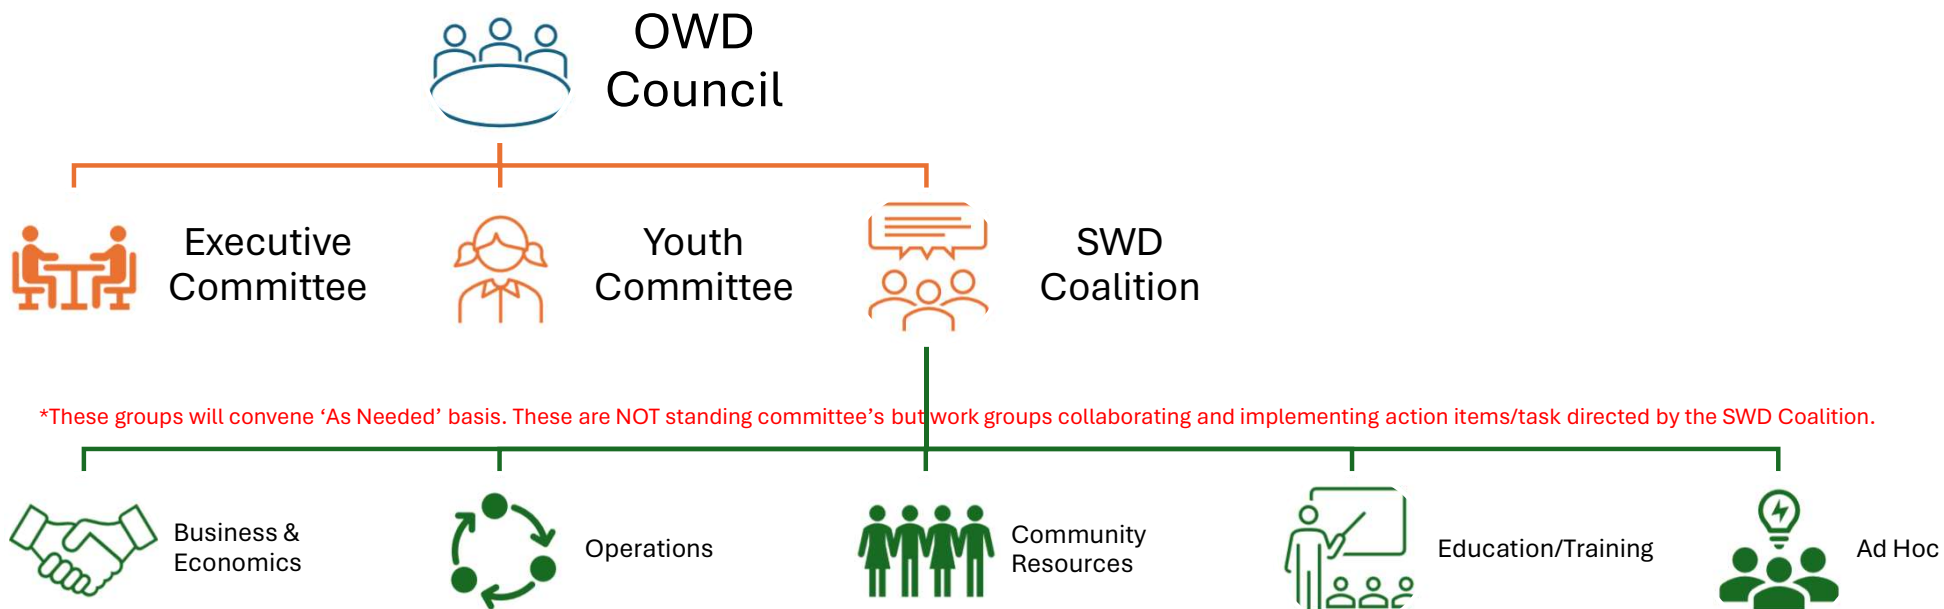 OWD
Council
Executive
Committee
Youth
Committee
SWD
Coalition
*These groups will convene ‘As Needed’ basis. These are NOT standing committee’s but work groups collaborating and implementing action items/task directed by the SWD Coalition.
Business &
Economics
Operations
Community
Resources
Education/Training
Ad Hoc